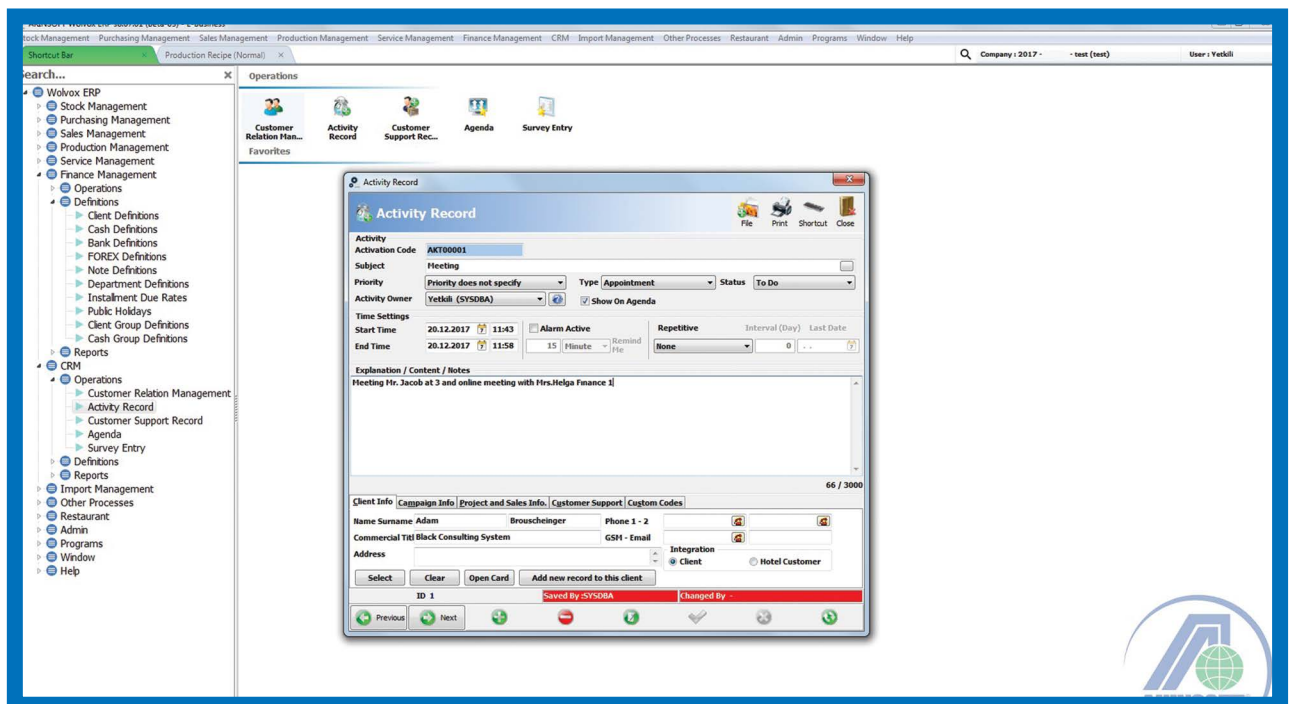 Stock Management Purchasing Management Sales Management Production Management Service Management Finance Management CRM Import Management Other Processes Restaurant Admin Programs Window Help
Shortcut Bar × Production Recipe (Normal) × Company : 2017 - - test (test) User : Yetkili
Search... ×
Wolvox ERP
Stock Management
Purchasing Management
Sales Management
Production Management
Service Management
Finance Management
Operations
Definitions
Client Definitions
Cash Definitions
Bank Definitions
FOREX Definitions
Note Definitions
Department Definitions
Instalment Due Rates
Public Holidays
Client Group Definitions
Cash Group Definitions
Reports
CRM
Operations
Customer Relation Management
Activity Record
Customer Support Record
Agenda
Survey Entry
Definitions
Reports
Import Management
Other Processes
Restaurant
Admin
Programs
Window
Help
Operations
Customer Relation Man...
Activity Record
Customer Support Rec...
Agenda
Survey Entry
Favorites
Activity Record
Activity Record
File Print Shortcut Close
Activity
Activation Code AKT00001
Subject Meeting
Priority Priority does not specify Type Appointment Status To Do
Activity Owner Yetkili (SYSDBA) Show On Agenda
Time Settings
Start Time 20.12.2017 11:43 Alarm Active Repetitive Interval (Day) Last Date
End Time 20.12.2017 11:58 15 Minute Remind Me None 0 . .
Explanation / Content / Notes
Meeting Mr. Jacob at 3 and online meeting with Mrs.Helga Fınance 1
66 / 3000
Client Info Campaign Info Project and Sales Info. Customer Support Custom Codes
Name Surname Adam Brouscheinger Phone 1 - 2
Commercial Titl Black Consulting System GSM - Email
Address Integration
Client Hotel Customer
Select Clear Open Card Add new record to this client
ID 1 Saved By :SYSDBA Changed By -
Previous Next